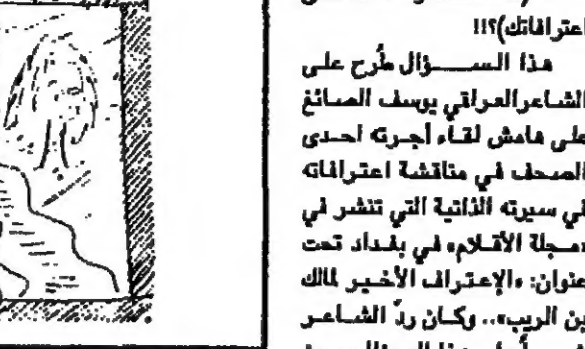 اعترافاتك)؟!!
هذا الســـــؤال طُرح على
الشاعر العراقي يوسف الصائغ
على هامش لقاء أجرته احدى
الصحف في مناقشة اعترافاته
في سيرته الذاتية التي تنشر في
«مجلة الأقلام» في بغداد تحت
عنوان: «الإعتراف الأخير لمالك
بن الريب».. وكان ردّ الشاعر